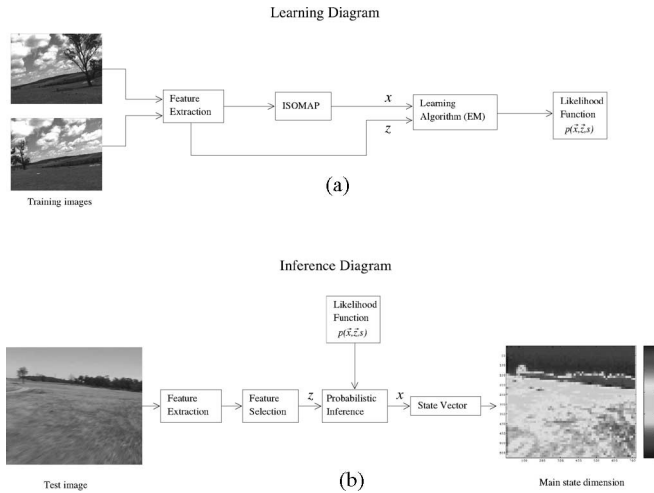 Learning Diagram
Feature
Extraction
ISOMAP
x
z
Learning
Algorithm (EM)
Likelihood
Function
p(x⃗,z⃗,s)
Training images
(a)
Inference Diagram
Likelihood
Function
p(x⃗,z⃗,s)
Feature
Extraction
Feature
Selection
z
Probabilistic
Inference
x
State Vector
Test image
(b)
Main state dimension